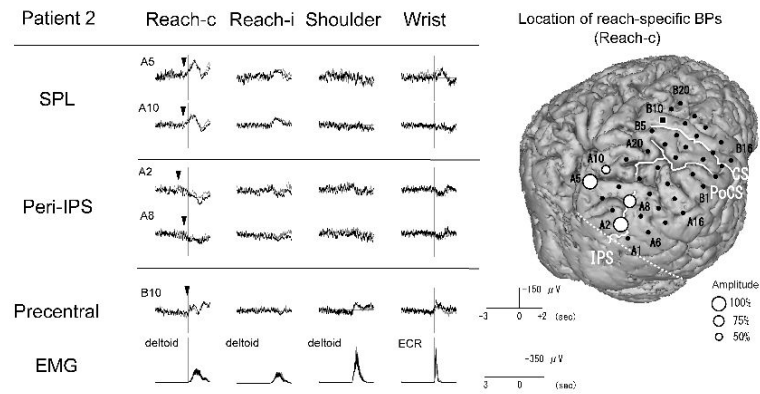 Patient 2
Reach-c
Reach-i
Shoulder
Wrist
Location of reach-specific BPs
(Reach-c)
SPL
A5
A10
Peri-IPS
A2
A8
Precentral
B10
EMG
deltoid
deltoid
deltoid
ECR
-150 μV
-3 0 +2 (sec)
-350 μV
3 0 (sec)
B20
B10
B5
A20
B16
A10
CS
A5
PoCS
B1
A8
A16
A2
A6
A1
IPS
Amplitude
100%
75%
50%